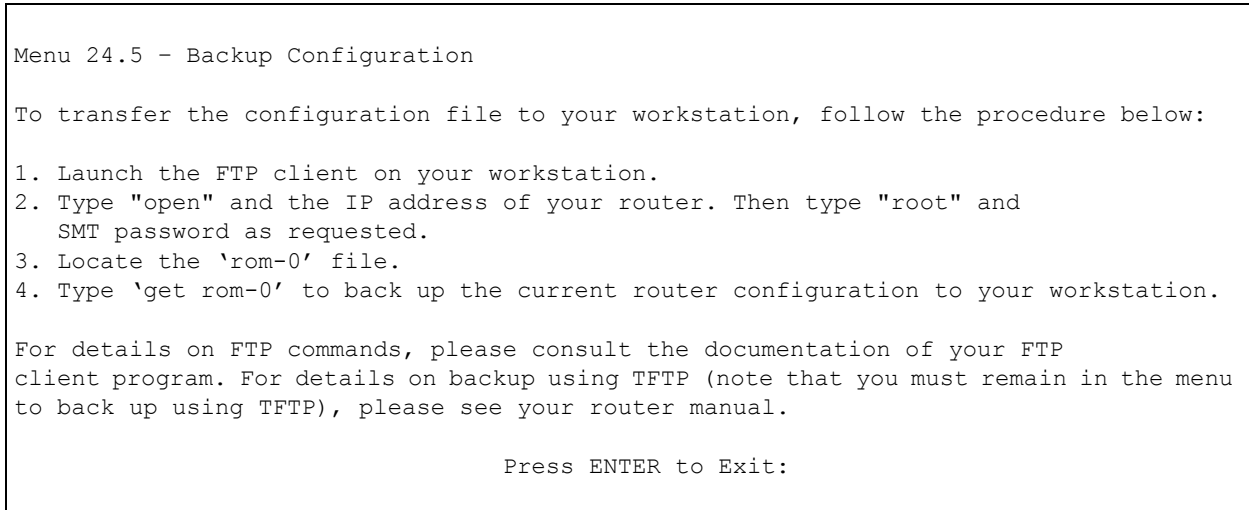 Menu 24.5 – Backup Configuration
To transfer the configuration file to your workstation, follow the procedure below:
1. Launch the FTP client on your workstation.
2. Type "open" and the IP address of your router. Then type "root" and
SMT password as requested.
3. Locate the ‘rom-0’ file.
4. Type ‘get rom-0’ to back up the current router configuration to your workstation.
For details on FTP commands, please consult the documentation of your FTP
client program. For details on backup using TFTP (note that you must remain in the menu
to back up using TFTP), please see your router manual.
Press ENTER to Exit: